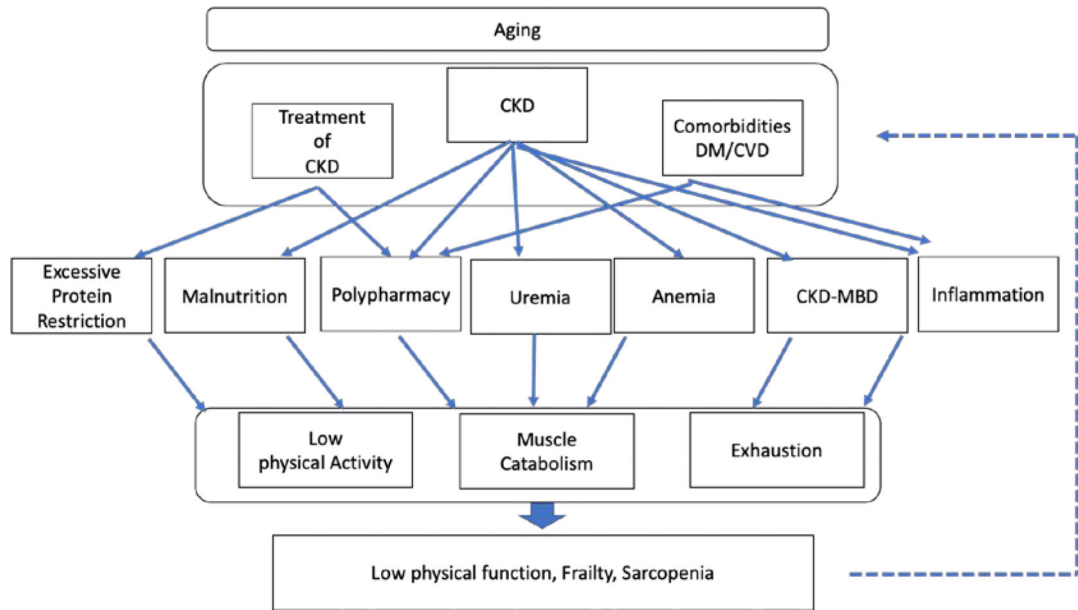 Aging
CKD
Treatment
of
CKD
Comorbidities
DM/CVD
Excessive
Protein
Restriction
Malnutrition
Polypharmacy
Uremia
Anemia
CKD-MBD
Inflammation
Low
physical Activity
Muscle
Catabolism
Exhaustion
Low physical function, Frailty, Sarcopenia